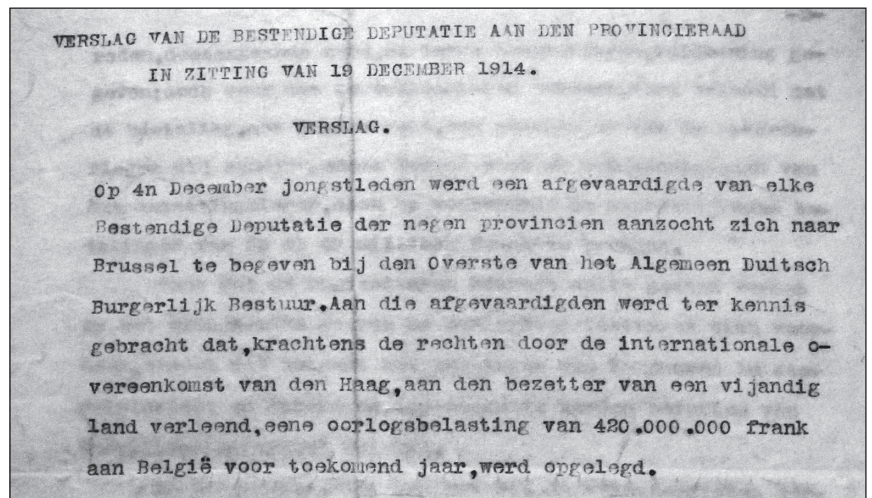 VERSLAG VAN DE BESTENDIGE DEPUTATIE AAN DEN PROVINCIERAAD
IN ZITTING VAN 19 DECEMBER 1914.
VERSLAG.
Op 4n December jongstleden werd een afgevaardigde van elke
Bestendige Deputatie der negen provincien aanzocht zich naar
Brussel te begeven bij den Overste van het Algemeen Duitsch
Burgerlijk Bestuur.Aan die afgevaardigden werd ter kennis
gebracht dat,krachtens de rechten door de internationale o-
vereenkomst van den Haag,aan den bezetter van een vijandig
land verleend,eene oorlogsbelasting van 420.000.000 frank
aan België voor toekomend jaar,werd opgelegd.